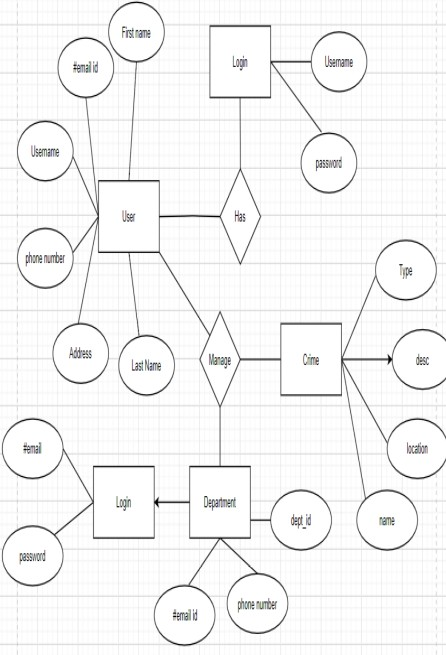 First name
#email id
Login
Username
Username
password
User
Has
phone number
Type
Address
Last Name
Manage
Crime
desc
location
#email
Login
Department
dept_id
name
password
#email id
phone number